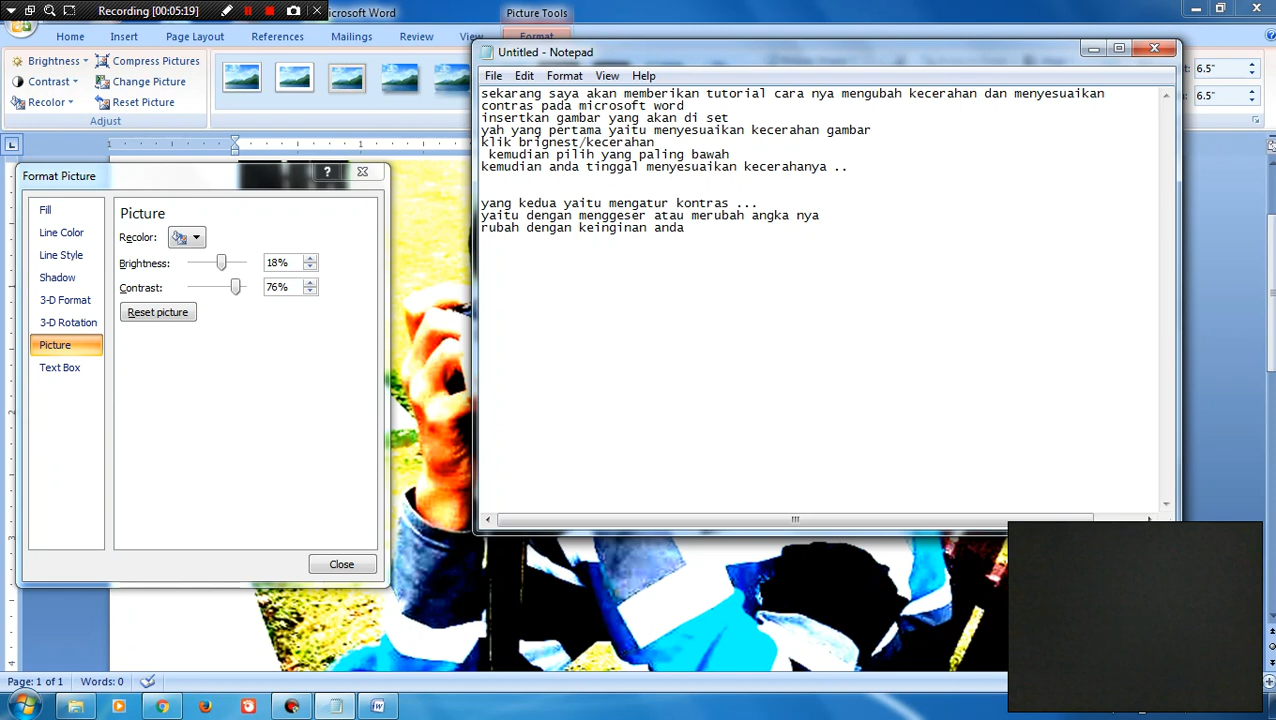 Recording [00:05:19]
Microsoft Word
Picture Tools
Home Insert Page Layout References Mailings Review View Format
Brightness Compress Pictures
Contrast Change Picture
Recolor Reset Picture
Adjust
6.5"
6.5"
Untitled - Notepad
File Edit Format View Help
sekarang saya akan memberikan tutorial cara nya mengubah kecerahan dan menyesuaikan
contras pada microsoft word
insertkan gambar yang akan di set
yah yang pertama yaitu menyesuaikan kecerahan gambar
klik brignest/kecerahan
kemudian pilih yang paling bawah
kemudian anda tinggal menyesuaikan kecerahanya ..
yang kedua yaitu mengatur kontras ...
yaitu dengan menggeser atau merubah angka nya
rubah dengan keinginan anda
Format Picture
Fill
Line Color
Line Style
Shadow
3-D Format
3-D Rotation
Picture
Text Box
Picture
Recolor:
Brightness: 18%
Contrast: 76%
Reset picture
Close
Page: 1 of 1 Words: 0